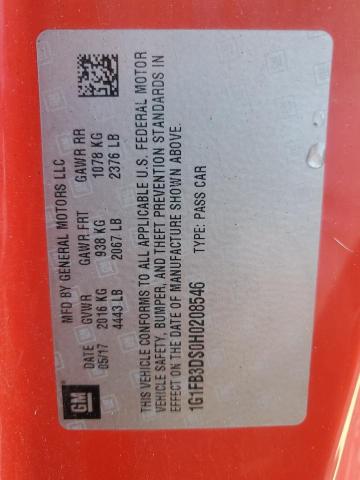 GM
MFD BY GENERAL MOTORS LLC
DATE GVWR GAWR FRT GAWR RR
05/17 2016 KG 938 KG 1078 KG
4443 LB 2067 LB 2376 LB
THIS VEHICLE CONFORMS TO ALL APPLICABLE U.S. FEDERAL MOTOR
VEHICLE SAFETY, BUMPER, AND THEFT PREVENTION STANDARDS IN
EFFECT ON THE DATE OF MANUFACTURE SHOWN ABOVE.
1G1FB3DS0H0208546 TYPE: PASS CAR